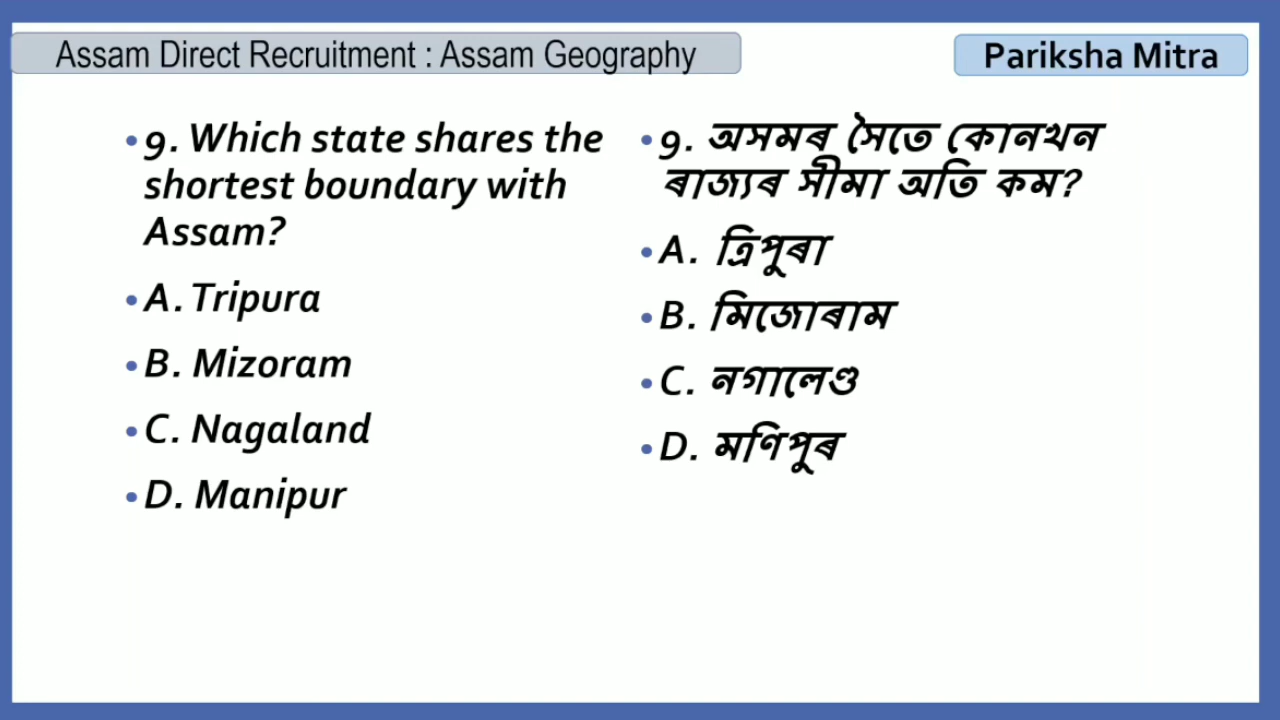 Assam Direct Recruitment : Assam Geography
Pariksha Mitra
• 9. Which state shares the
shortest boundary with
Assam?
• A. Tripura
• B. Mizoram
• C. Nagaland
• D. Manipur
• 9. অসমৰ সৈতে কোনখন
ৰাজ্যৰ সীমা অতি কম?
• A. ত্ৰিপুৰা
• B. মিজোৰাম
• C. নগালেণ্ড
• D. মণিপুৰ